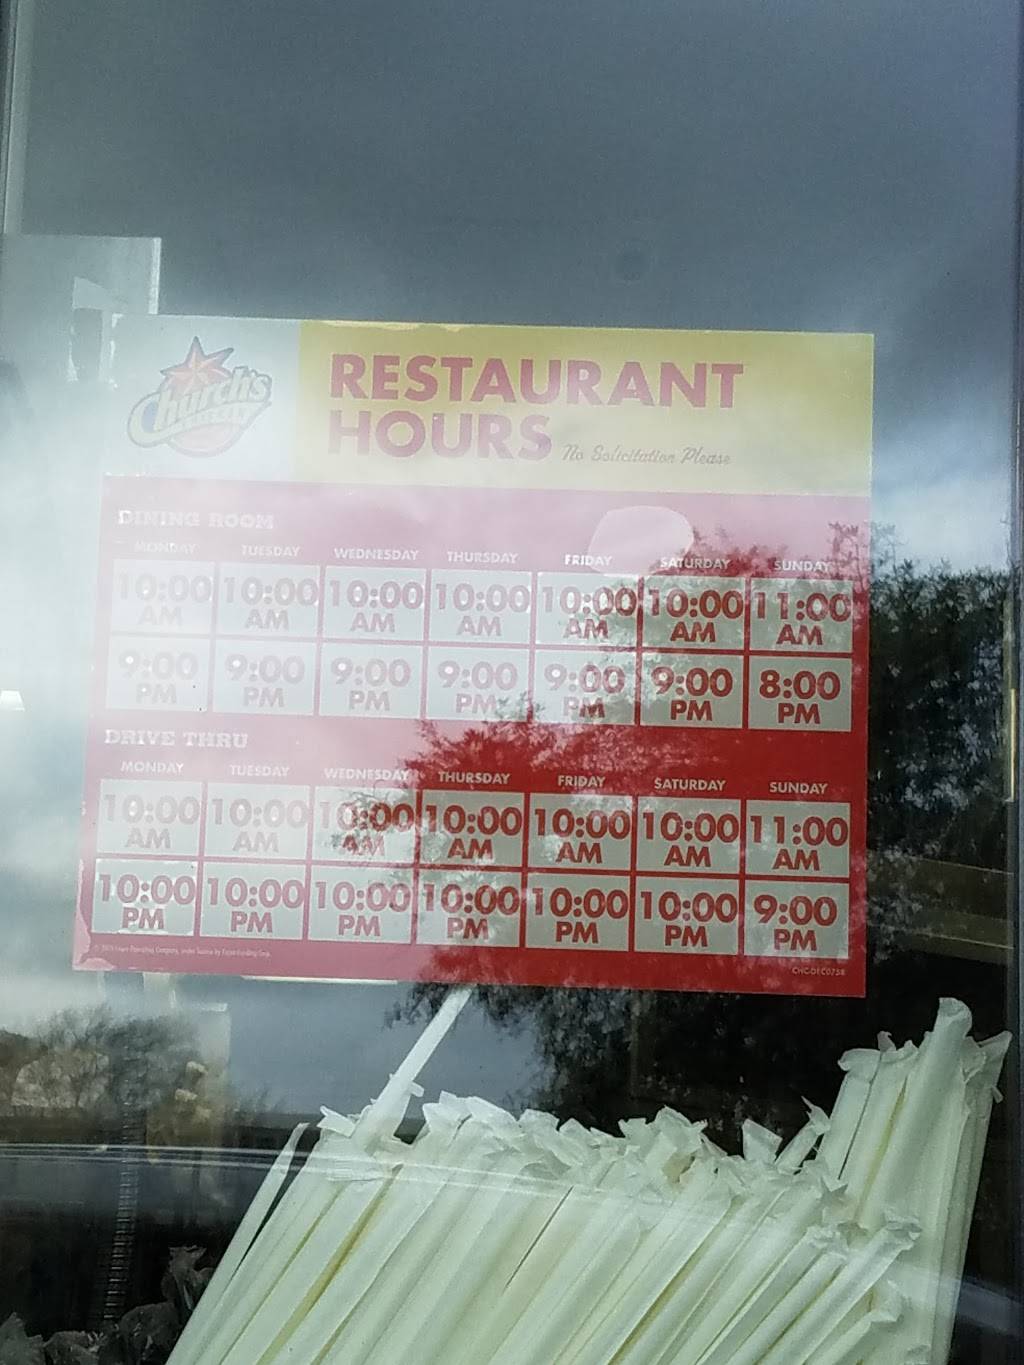 Church's
CHICKEN
RESTAURANT
HOURS No Solicitation Please
DINING ROOM
MONDAY TUESDAY WEDNESDAY THURSDAY FRIDAY SATURDAY SUNDAY
10:00 10:00 10:00 10:00 10:00 10:00 11:00
AM AM AM AM AM AM AM
9:00 9:00 9:00 9:00 9:00 9:00 8:00
PM PM PM PM PM PM PM
DRIVE THRU
MONDAY TUESDAY WEDNESDAY THURSDAY FRIDAY SATURDAY SUNDAY
10:00 10:00 10:00 10:00 10:00 10:00 11:00
AM AM AM AM AM AM AM
10:00 10:00 10:00 10:00 10:00 10:00 9:00
PM PM PM PM PM PM PM